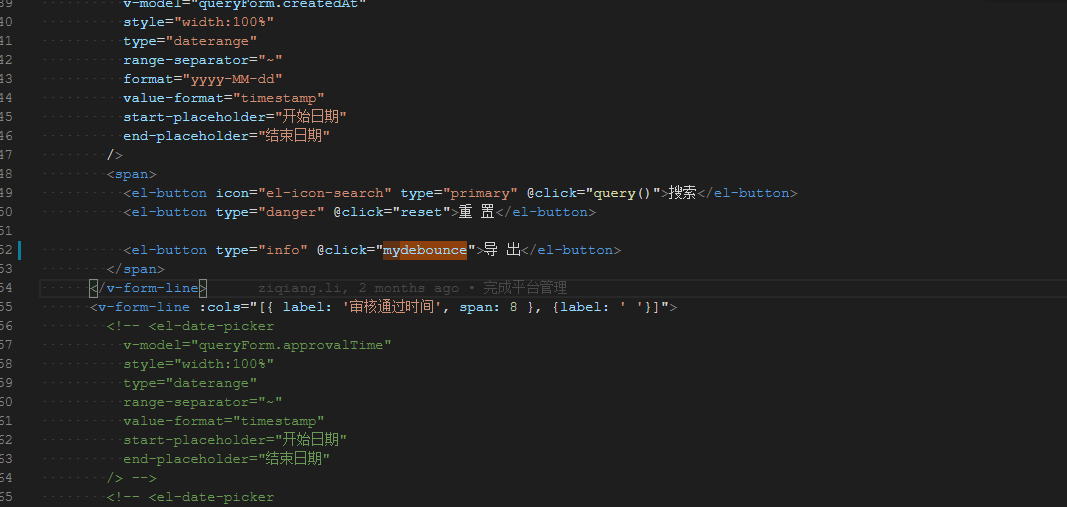 39 v-model="queryForm.createdAt"
40 style="width:100%"
41 type="daterange"
42 range-separator="~"
43 format="yyyy-MM-dd"
44 value-format="timestamp"
45 start-placeholder="开始日期"
46 end-placeholder="结束日期"
47 />
48 <span>
49 <el-button icon="el-icon-search" type="primary" @click="query()">搜索</el-button>
50 <el-button type="danger" @click="reset">重 置</el-button>
51
52 <el-button type="info" @click="mydebounce">导 出</el-button>
53 </span>
54 </v-form-line> ziqiang.li, 2 months ago • 完成平台管理
55 <v-form-line :cols="[{ label: '审核通过时间', span: 8 }, {label: ' '}]">
56 <!-- <el-date-picker
57 v-model="queryForm.approvalTime"
58 style="width:100%"
59 type="daterange"
60 range-separator="~"
61 value-format="timestamp"
62 start-placeholder="开始日期"
63 end-placeholder="结束日期"
64 /> -->
65 <!-- <el-date-picker